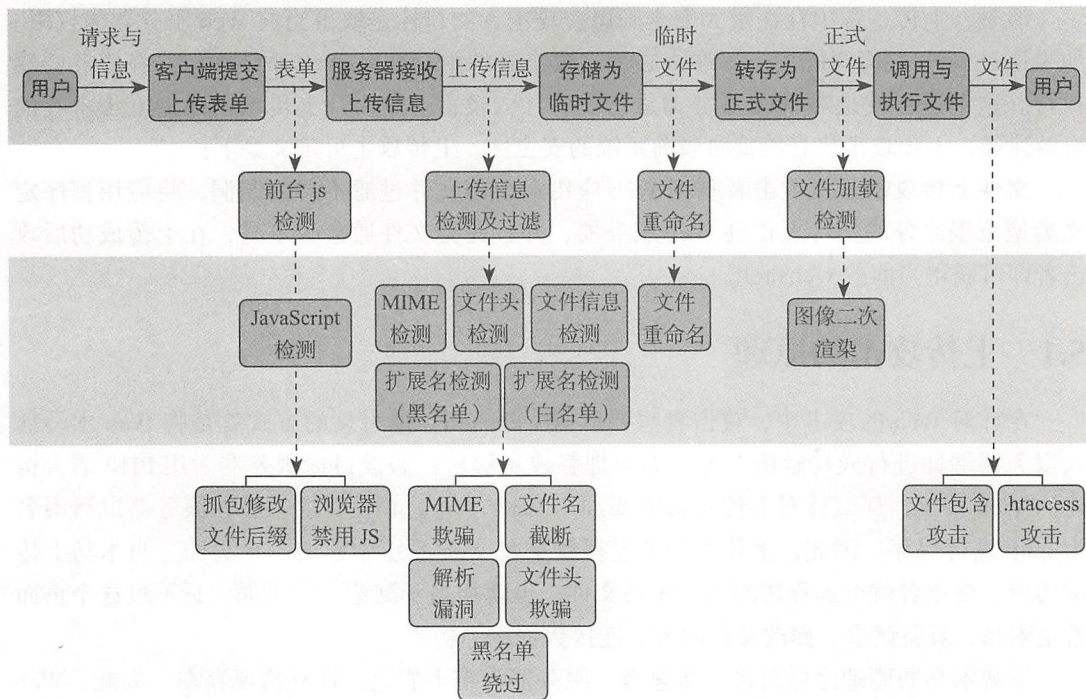 请求与
信息
表单
上传信息
临时
文件
正式
文件
文件
用户
客户端提交
上传表单
服务器接收
上传信息
存储为
临时文件
转存为
正式文件
调用与
执行文件
用户
前台 js
检测
上传信息
检测及过滤
文件
重命名
文件加载
检测
JavaScript
检测
MIME
检测
文件头
检测
文件信息
检测
文件
重命名
图像二次
渲染
扩展名检测
（黑名单）
扩展名检测
（白名单）
抓包修改
文件后缀
浏览器
禁用 JS
MIME
欺骗
文件名
截断
解析
漏洞
文件头
欺骗
黑名单
绕过
文件包含
攻击
.htaccess
攻击